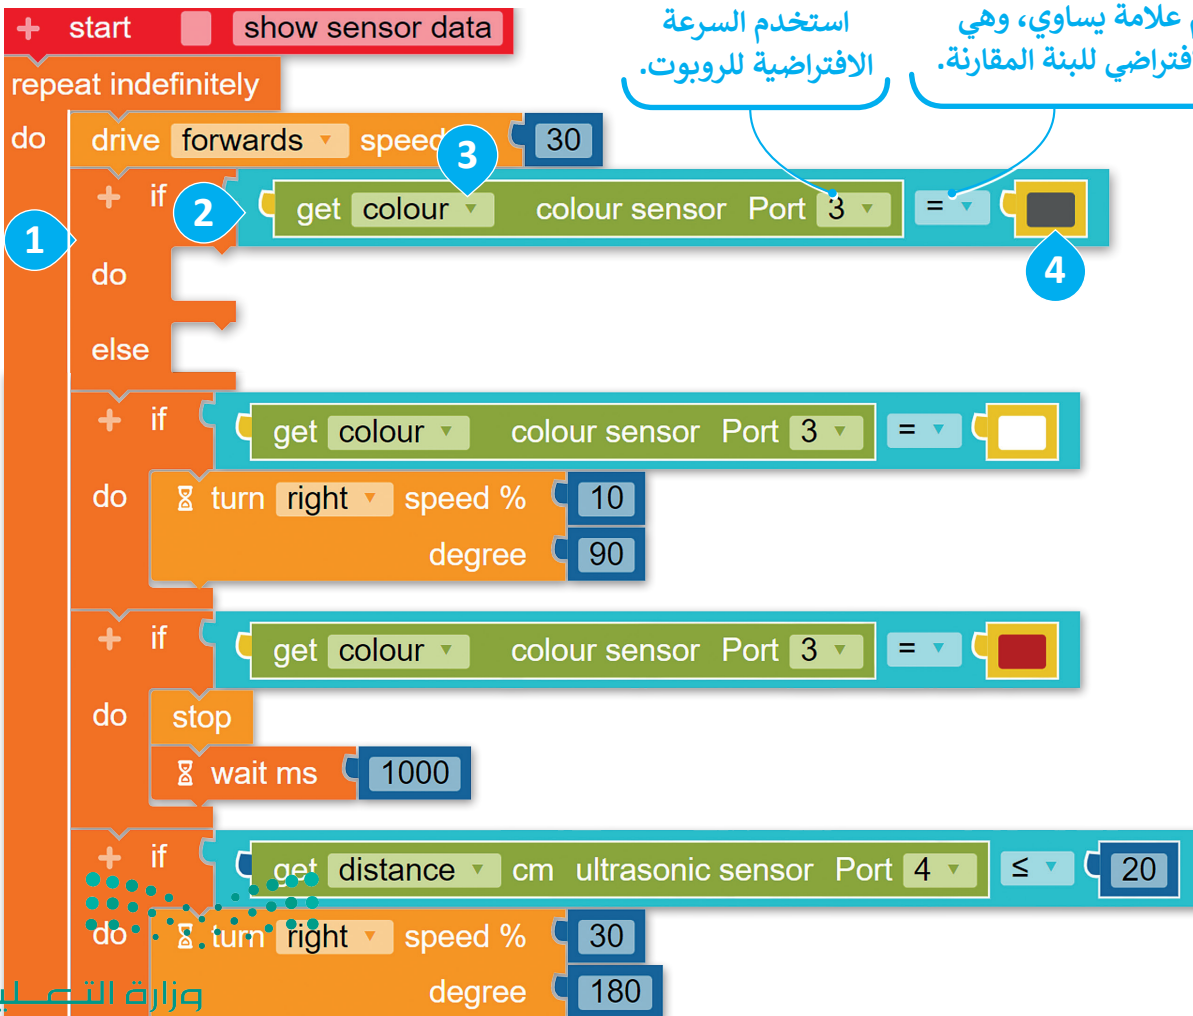 استخدم السرعة
الافتراضية للروبوت.
علامة يساوي، وهي
للبنة المقارنة.
+ start show sensor data
repeat indefinitely
do drive forwards ▼ 30
3
+ if get colour ▼ colour sensor Port 3 ▼ = ▼
2
1
4
do
else
+ if get colour ▼ colour sensor Port 3 ▼ = ▼
do turn right ▼ speed % 10
degree 90
+ if get colour ▼ colour sensor Port 3 ▼ = ▼
do stop
wait ms 1000
+ if get distance ▼ cm ultrasonic sensor Port 4 ▼ ≤ ▼ 20
do turn right ▼ speed % 30
degree 180
وزارة